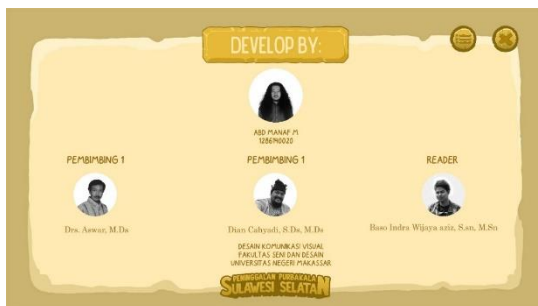 DEVELOP BY:
ABD MANAF M
1286140020
PEMBIMBING 1
PEMBIMBING 1
READER
Drs. Aswar, M.Ds
Dian Cahyadi, S.Ds, M.Ds
Baso Indra Wijaya aziz, S.sn, M.Sn
DESAIN KOMUNIKASI VISUAL
FAKULTAS SENI DAN DESAIN
UNIVERSITAS NEGERI MAKASSAR
PENINGGALAN PURBAKALA
SULAWESI SELATAN